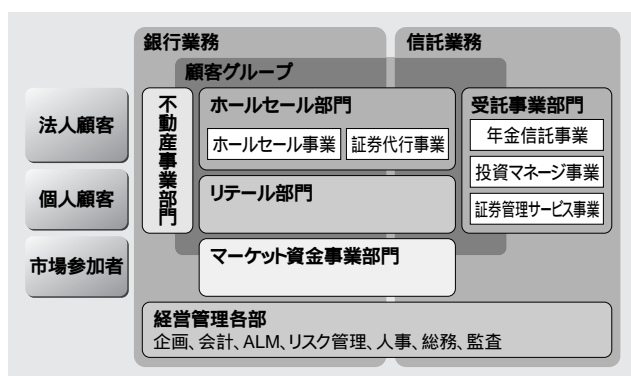 銀行業務
信託業務
顧客グループ
法人顧客
個人顧客
市場参加者
不動産事業部門
ホールセール部門
ホールセール事業
証券代行事業
リテール部門
マーケット資金事業部門
受託事業部門
年金信託事業
投資マネージ事業
証券管理サービス事業
経営管理各部
企画、会計、ALM、リスク管理、人事、総務、監査